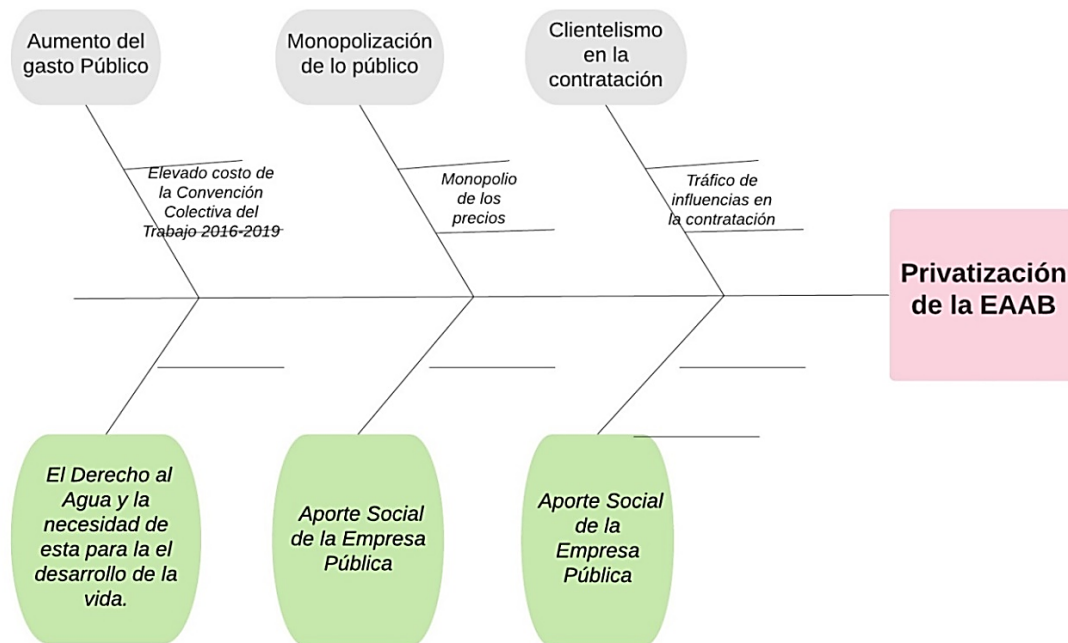 Aumento del
gasto Público
Monopolización
de lo público
Clientelismo
en la
contratación
Elevado costo de
la Convención
Colectiva del
Trabajo 2016-2019
Monopolio
de los
precios
Tráfico de
influencias en
la contratación
Privatización
de la EAAB
El Derecho al
Agua y la
necesidad de
esta para la el
desarrollo de la
vida.
Aporte Social
de la Empresa
Pública
Aporte Social
de la
Empresa
Pública